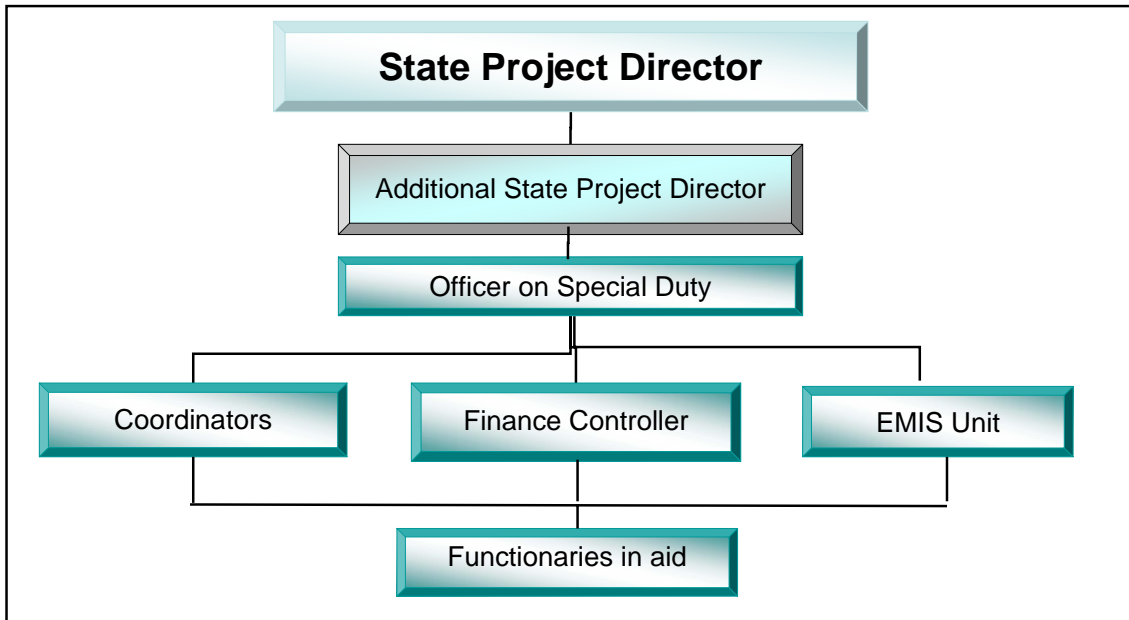 State Project Director
Additional State Project Director
Officer on Special Duty
Coordinators
Finance Controller
EMIS Unit
Functionaries in aid